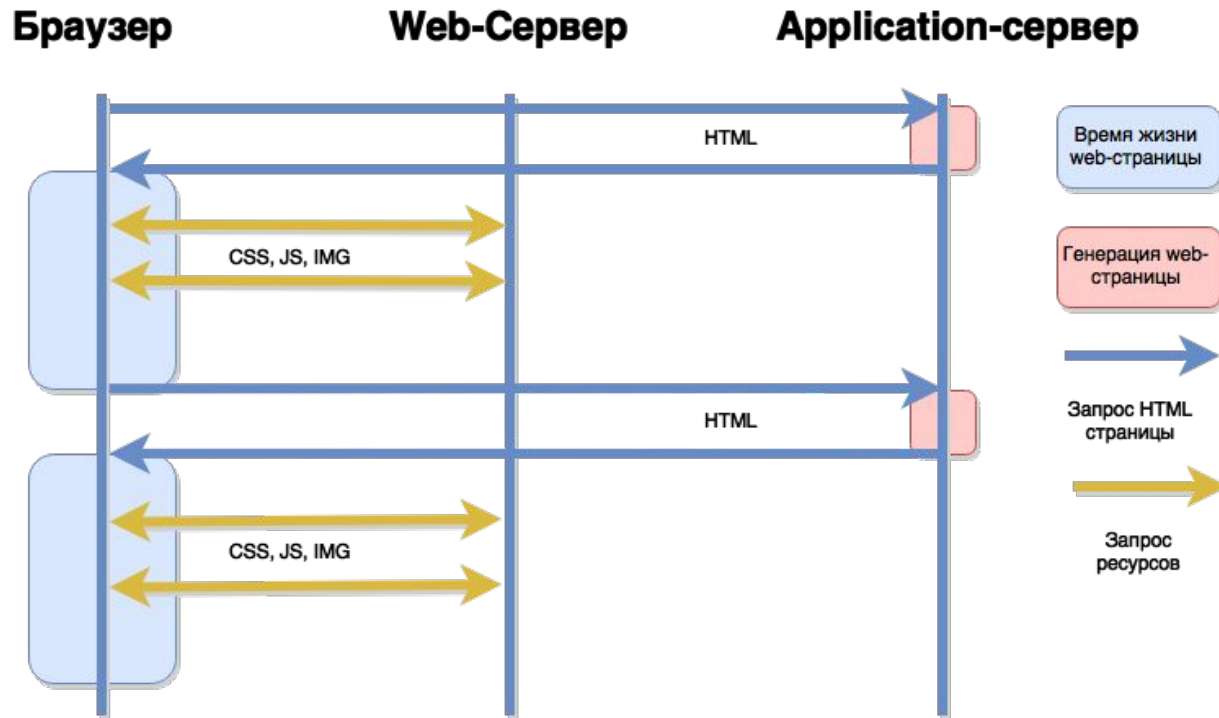 Браузер
Web-Сервер
Application-сервер
HTML
CSS, JS, IMG
HTML
CSS, JS, IMG
Время жизни
web-страницы
Генерация web-
страницы
Запрос HTML
страницы
Запрос
ресурсов